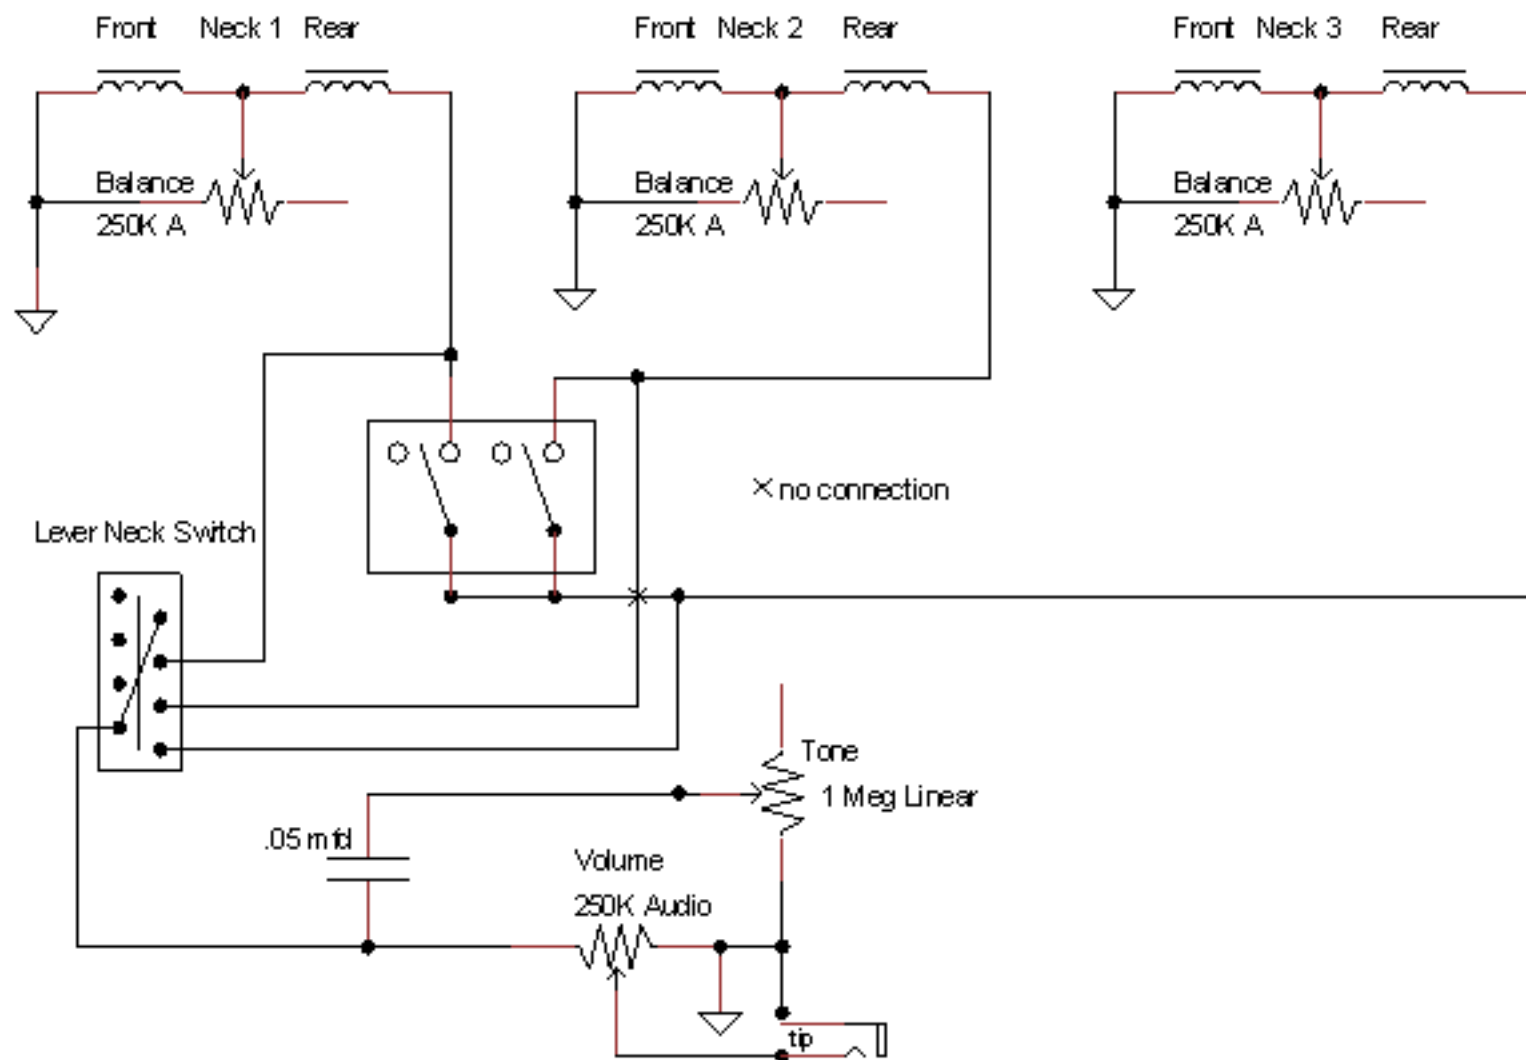 Front Neck 1 Rear
Front Neck 2 Rear
Front Neck 3 Rear
Balance
250K A
Balance
250K A
Balance
250K A
no connection
Lever Neck Switch
Tone
1 Meg Linear
.05 mfd
Volume
250K Audio
tip